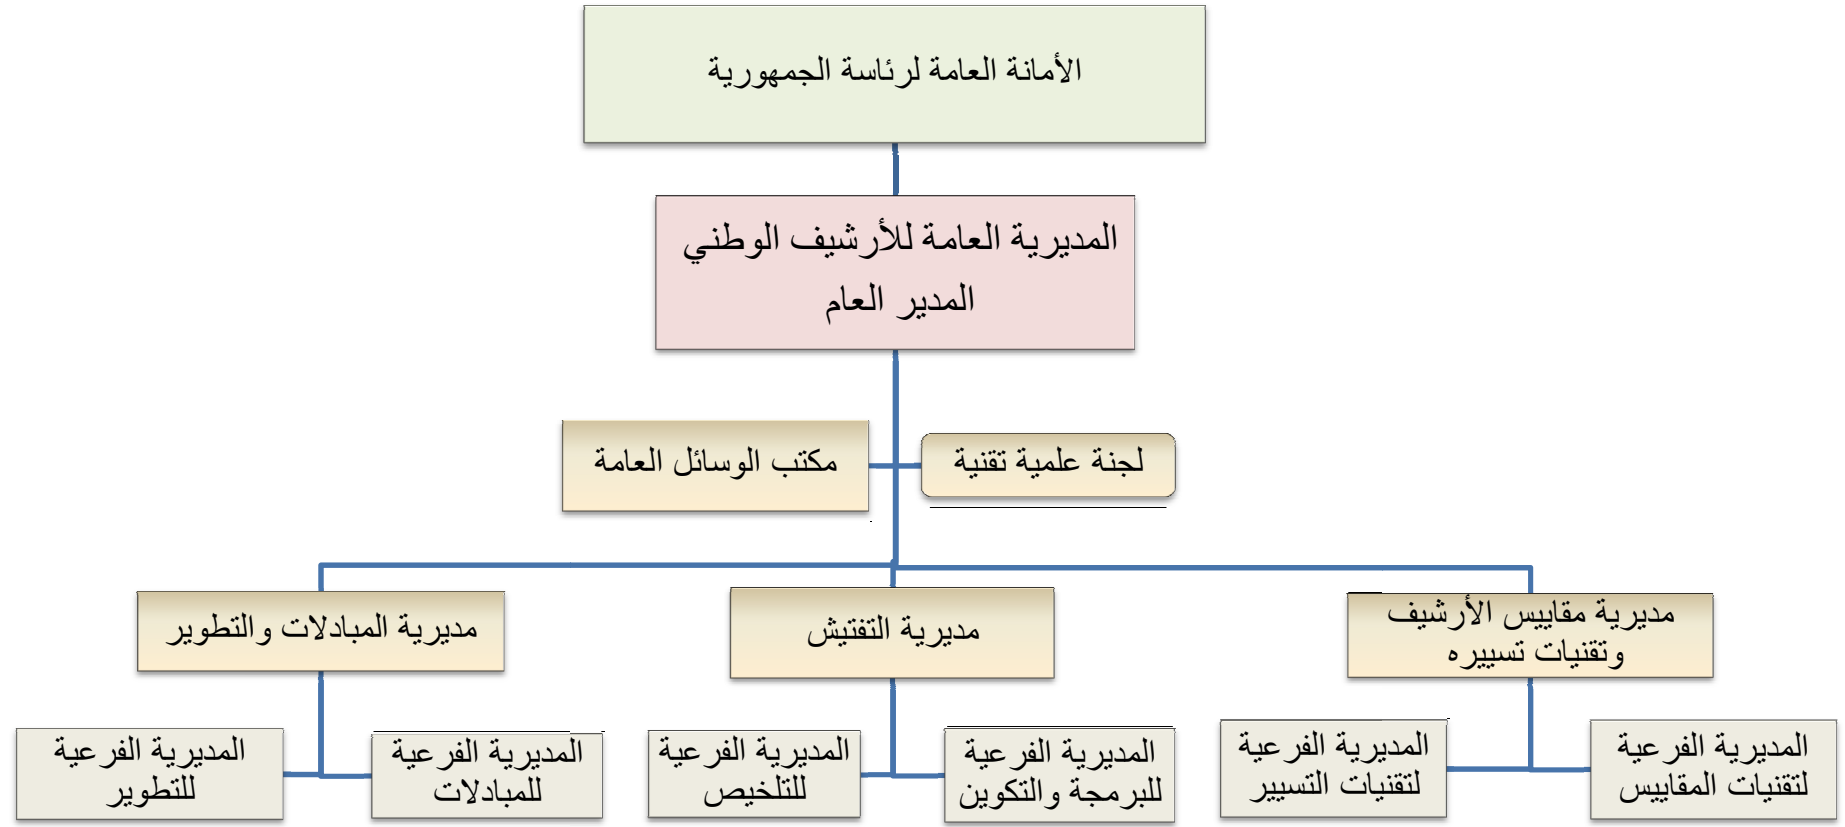 الأمانة العامة لرئاسة الجمهورية
المديرية العامة للأرشيف الوطني
المدير العام
لجنة علمية تقنية
مكتب الوسائل العامة
مديرية مقاييس الأرشيف
وتقنيات تسييره
مديرية التفتيش
مديرية المبادلات والتطوير
المديرية الفرعية
لتقنيات المقاييس
المديرية الفرعية
لتقنيات التسيير
المديرية الفرعية
للبرمجة والتكوين
المديرية الفرعية
للتلخيص
المديرية الفرعية
للمبادلات
المديرية الفرعية
للتطوير